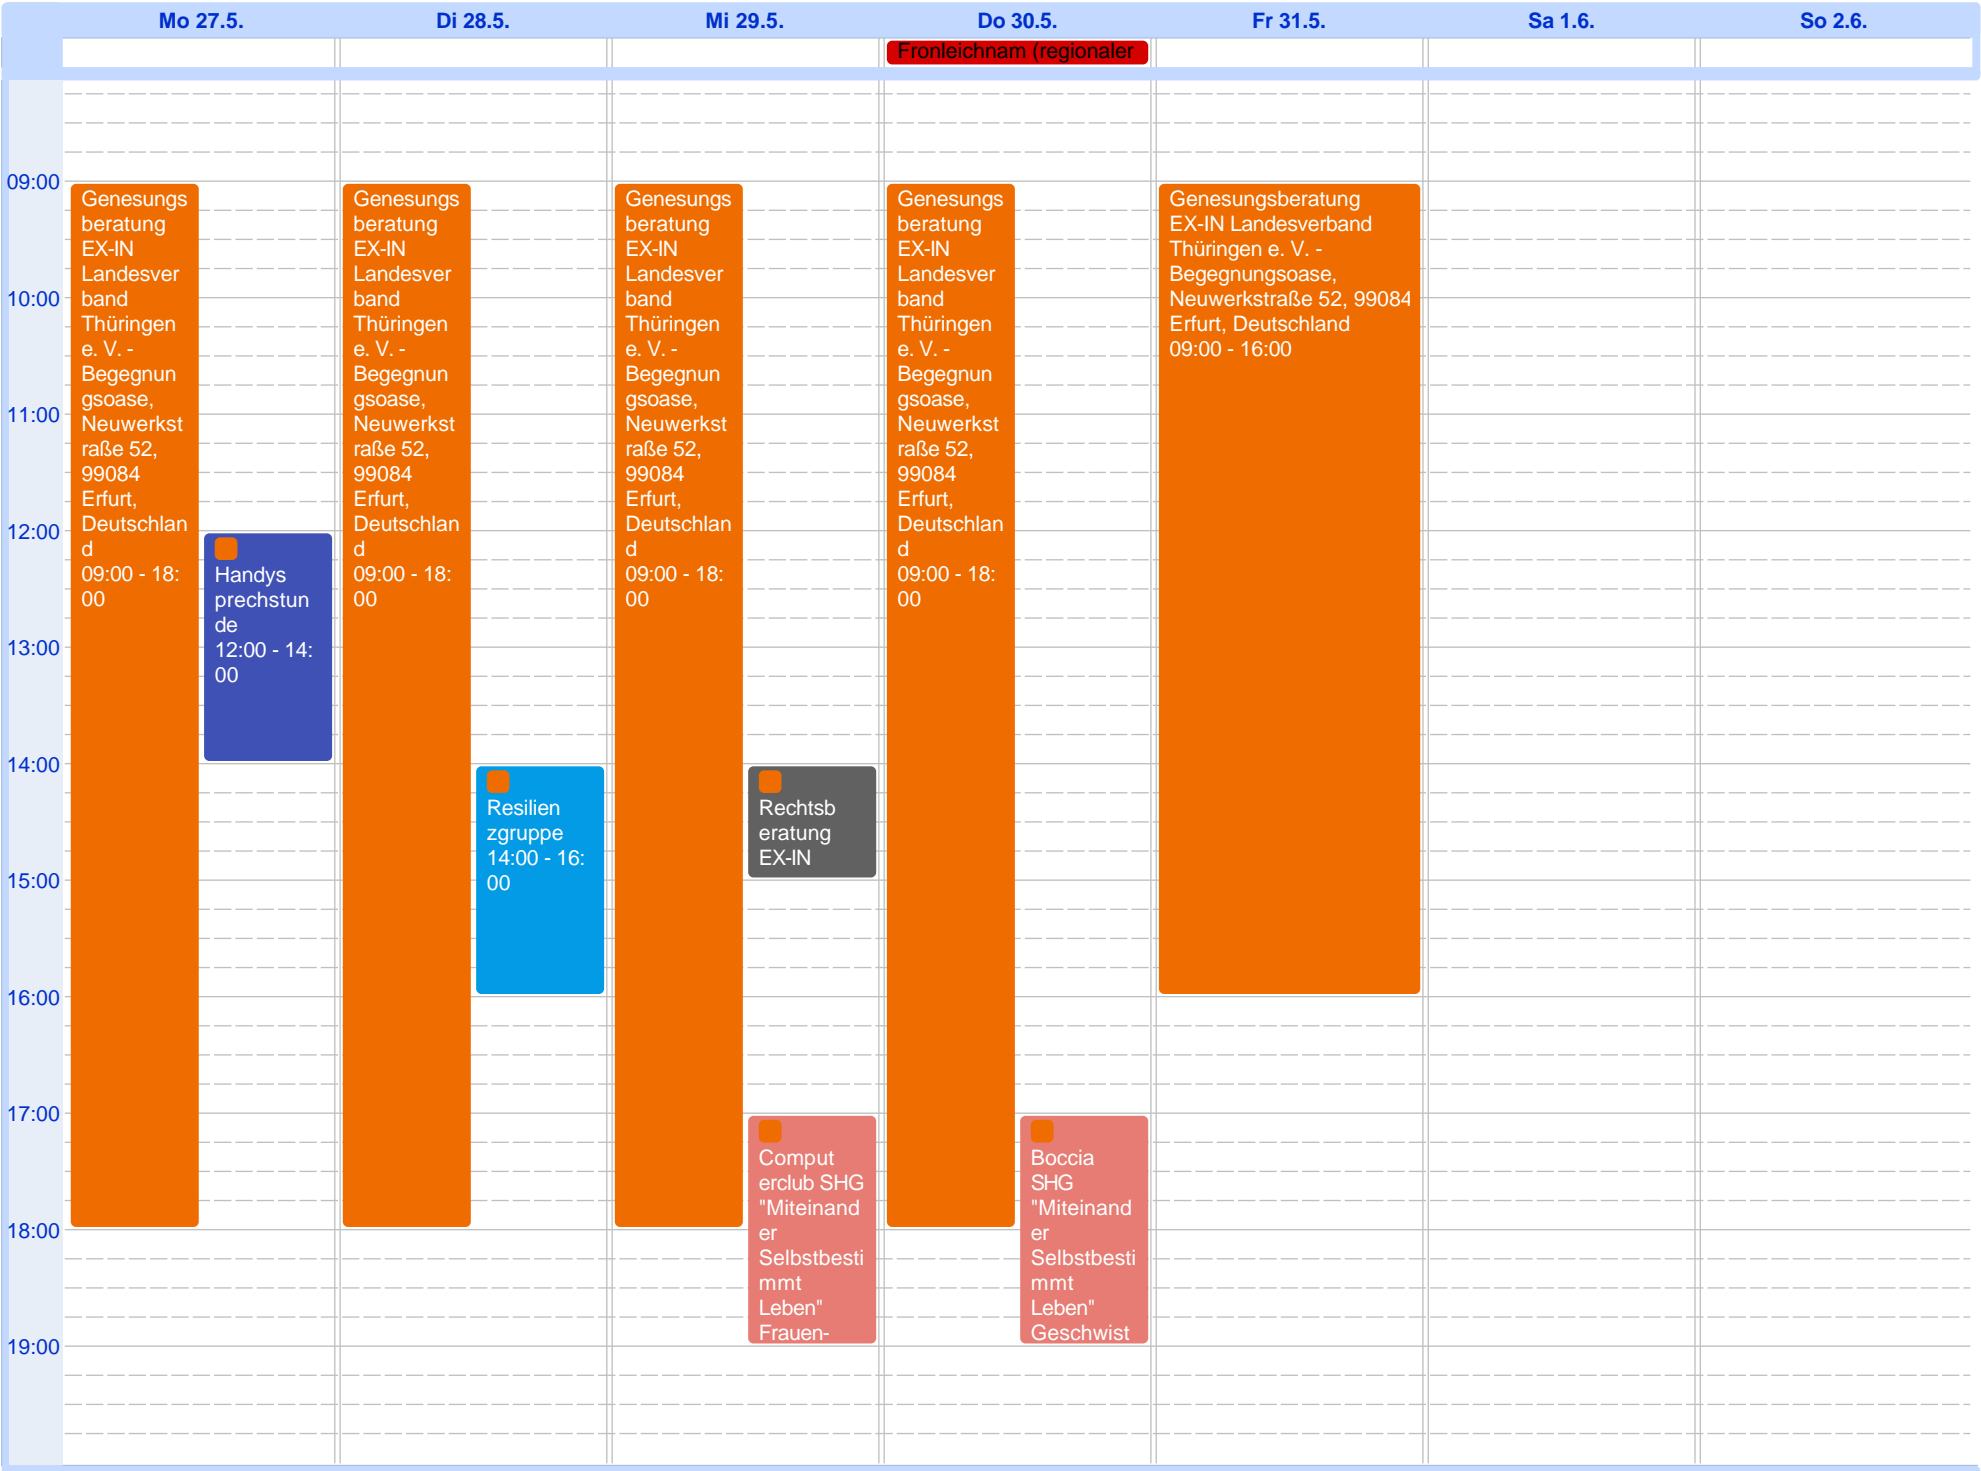 Mo 27.5.
Di 28.5.
Mi 29.5.
Do 30.5.
Fr 31.5.
Sa 1.6.
So 2.6.
Fronleichnam (regionaler
09:00
10:00
11:00
12:00
13:00
14:00
15:00
16:00
17:00
18:00
19:00
Genesungs
beratung
EX-IN
Landesver
band
Thüringen
e. V. -
Begegnun
gsoase,
Neuwerkst
raße 52,
99084
Erfurt,
Deutschlan
d
09:00 - 18:
00
Handys
prechstun
de
12:00 - 14:
00
Genesungs
beratung
EX-IN
Landesver
band
Thüringen
e. V. -
Begegnun
gsoase,
Neuwerkst
raße 52,
99084
Erfurt,
Deutschlan
d
09:00 - 18:
00
Resilien
zgruppe
14:00 - 16:
00
Genesungs
beratung
EX-IN
Landesver
band
Thüringen
e. V. -
Begegnun
gsoase,
Neuwerkst
raße 52,
99084
Erfurt,
Deutschlan
d
09:00 - 18:
00
Rechtsb
eratung
EX-IN
Comput
erclub SHG
"Miteinand
er
Selbstbesti
mmt
Leben"
Frauen-
Genesungs
beratung
EX-IN
Landesver
band
Thüringen
e. V. -
Begegnun
gsoase,
Neuwerkst
raße 52,
99084
Erfurt,
Deutschlan
d
09:00 - 18:
00
Boccia
SHG
"Miteinand
er
Selbstbesti
mmt
Leben"
Geschwist
Genesungsberatung
EX-IN Landesverband
Thüringen e. V. -
Begegnungsoase,
Neuwerkstraße 52, 99084
Erfurt, Deutschland
09:00 - 16:00